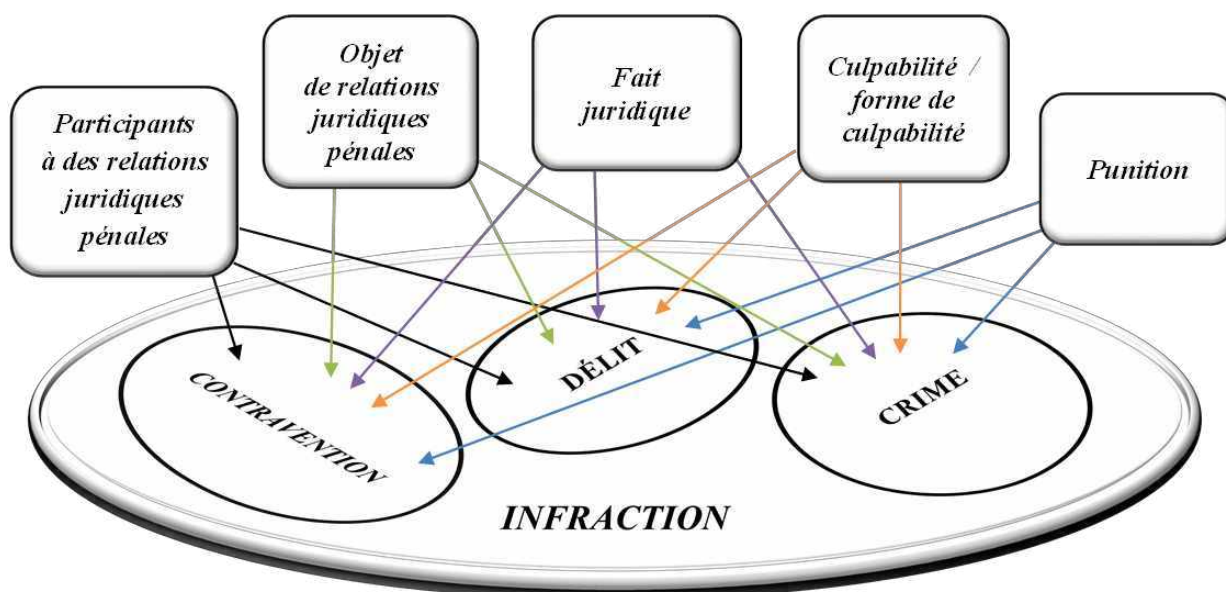 Participants
à des relations
juridiques
pénales
Objet
de relations
juridiques
pénales
Fait
juridique
Culpabilité /
forme de
culpabilité
Punition
CONTRAVENTION
DÉLIT
CRIME
INFRACTION